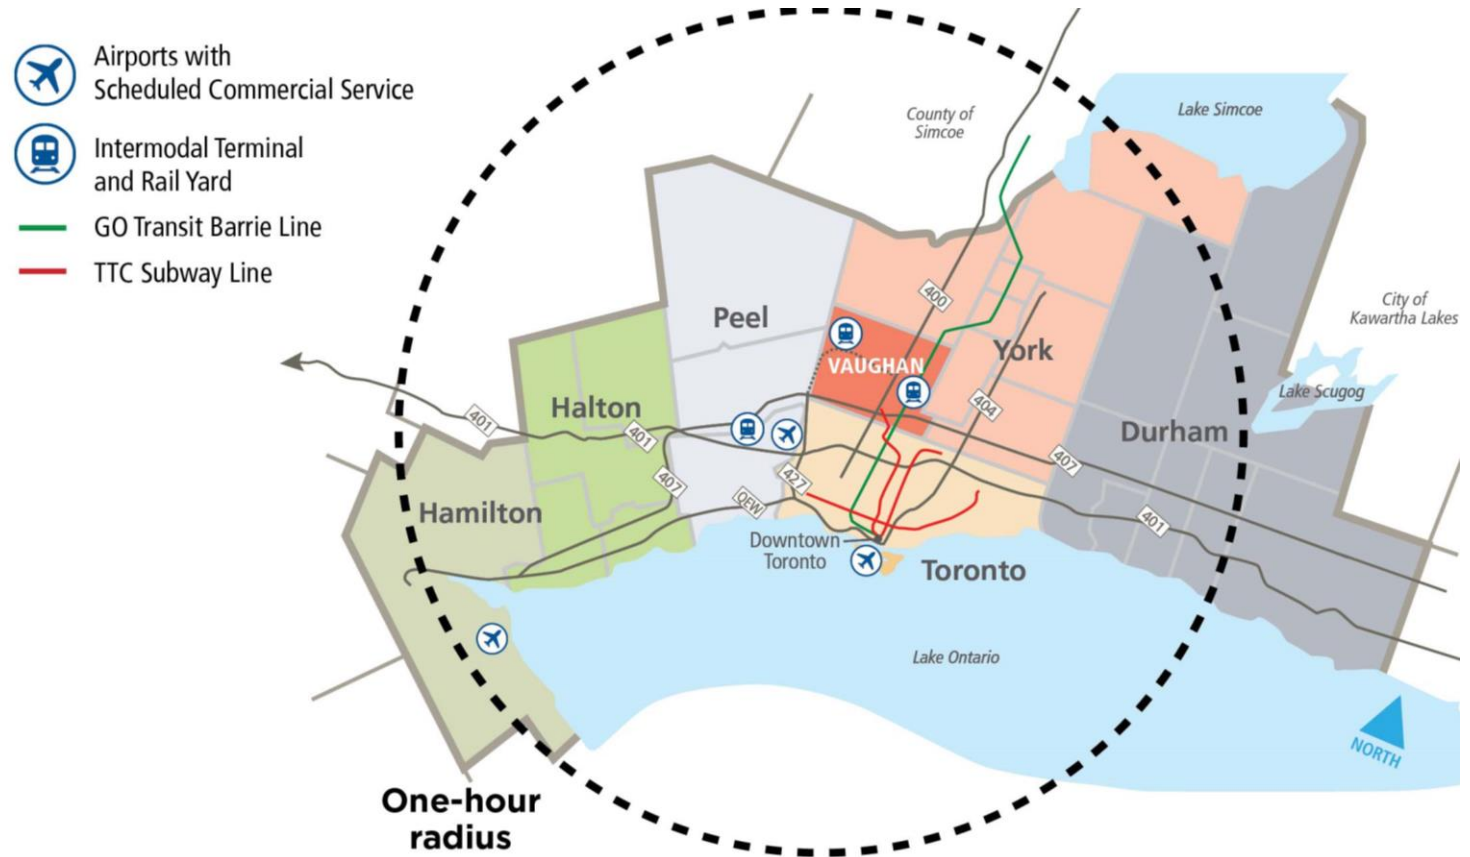 Airports with
Scheduled Commercial Service
Intermodal Terminal
and Rail Yard
GO Transit Barrie Line
TTC Subway Line
County of
Simcoe
Lake Simcoe
400
Peel
City of
Kawartha Lakes
York
VAUGHAN
Lake Scugog
404
Halton
401
401
Durham
407
407
427
QEW
Hamilton
401
Downtown
Toronto
Toronto
Lake Ontario
NORTH
One-hour
radius